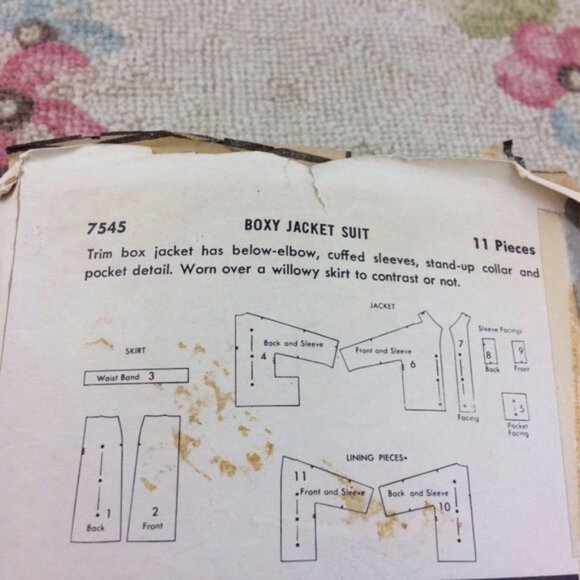 7545
BOXY JACKET SUIT
11 Pieces
Trim box jacket has below-elbow, cuffed sleeves, stand-up collar and
pocket detail. Worn over a willowy skirt to contrast or not.
JACKET
SKIRT
Waist Band 3
Back and Sleeve
4
Front and Sleeve
6
7
Facing
Sleeve Facings
8
Back
9
Front
5
Pocket
Facing
1
Back
2
Front
LINING PIECES*
11
Front and Sleeve
Back and Sleeve
10